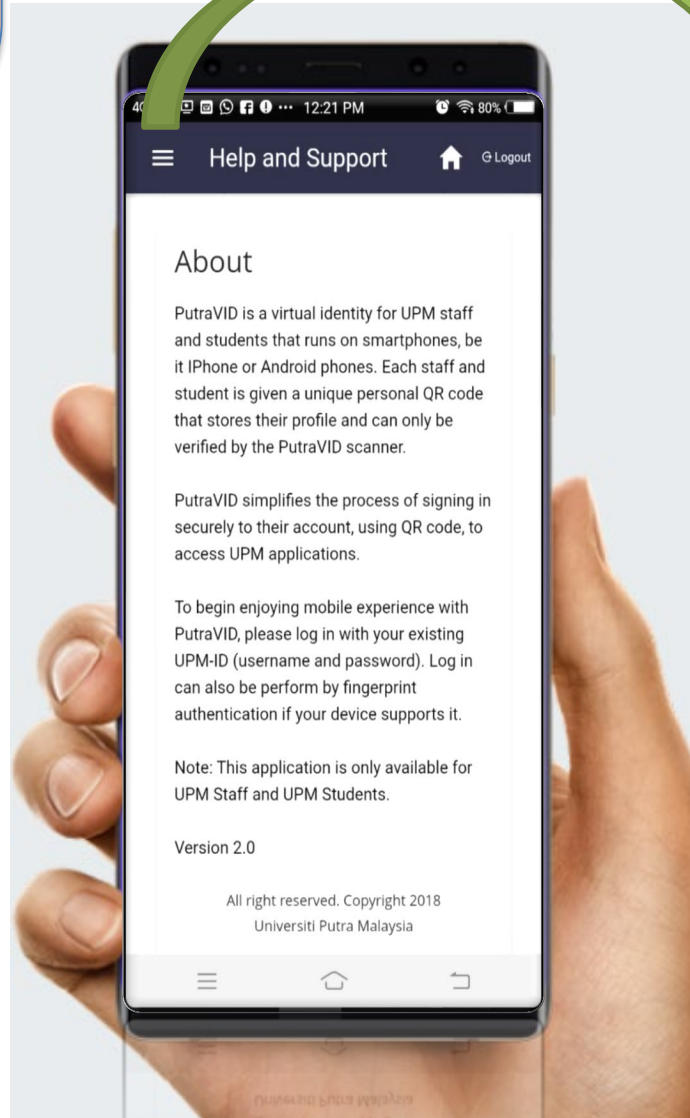 4G 12:21 PM 80%
Help and Support
Logout
About
PutraVID is a virtual identity for UPM staff
and students that runs on smartphones, be
it IPhone or Android phones. Each staff and
student is given a unique personal QR code
that stores their profile and can only be
verified by the PutraVID scanner.
PutraVID simplifies the process of signing in
securely to their account, using QR code, to
access UPM applications.
To begin enjoying mobile experience with
PutraVID, please log in with your existing
UPM-ID (username and password). Log in
can also be perform by fingerprint
authentication if your device supports it.
Note: This application is only available for
UPM Staff and UPM Students.
Version 2.0
All right reserved. Copyright 2018
Universiti Putra Malaysia
Universiti Putra Malaysia